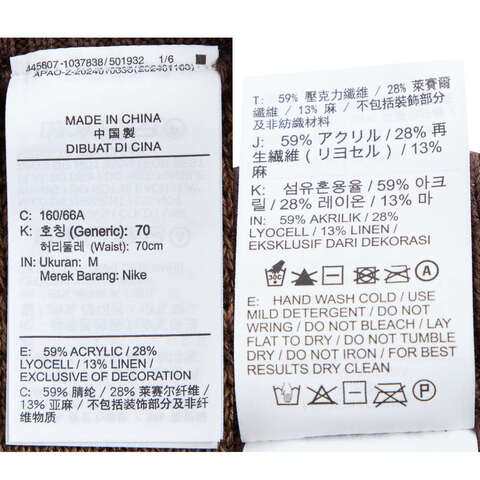 445607-1037838/501932 1/6
MADE IN CHINA
中國製
DIBUAT DI CINA
C: 160/66A
K: 호칭 (Generic): 70
허리둘레 (Waist): 70cm
IN: Ukuran: M
Merek Barang: Nike
E: 59% ACRYLIC / 28%
LYOCELL / 13% LINEN /
EXCLUSIVE OF DECORATION
C: 59% 腈纶 / 28% 莱赛尔纤维 /
13% 亚麻 / 不包括装饰部分及非纤
维物质
T: 59% 壓克力纖維 / 28% 萊賽爾
纖維 / 13% 麻 / 不包括裝飾部分
及非紡織材料
J: 59% アクリル / 28% 再
生繊維 (リヨセル) / 13%
麻
K: 섬유혼용율 / 59% 아크
릴 / 28% 레이온 / 13% 마
IN: 59% AKRILIK / 28%
LYOCELL / 13% LINEN /
EKSKLUSIF DARI DEKORASI
30C
A
E: HAND WASH COLD / USE
MILD DETERGENT / DO NOT
WRING / DO NOT BLEACH / LAY
FLAT TO DRY / DO NOT TUMBLE
DRY / DO NOT IRON / FOR BEST
RESULTS DRY CLEAN
P